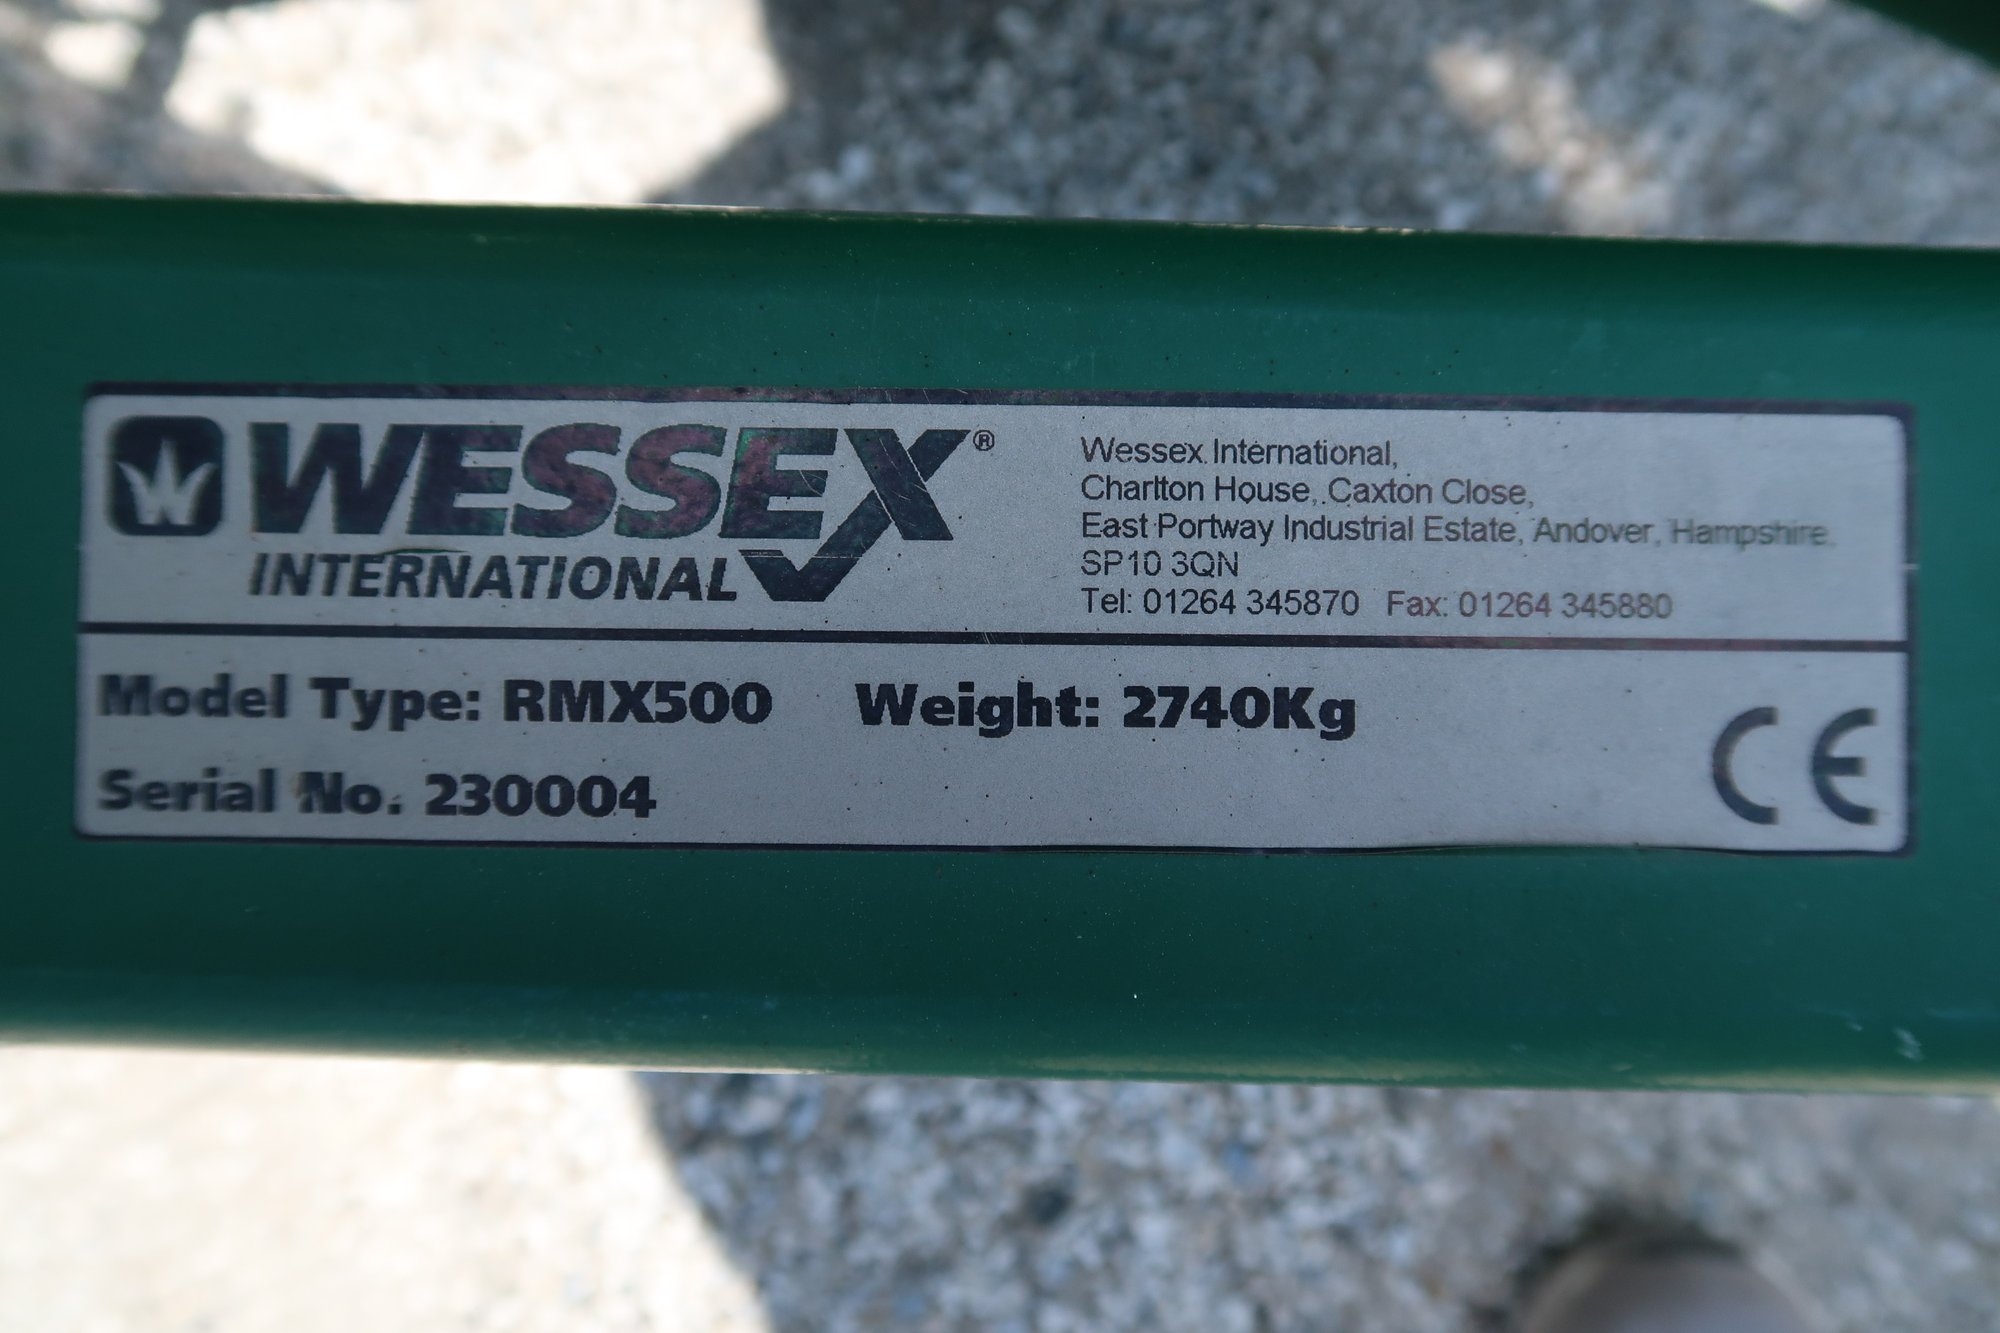 WESSEX®
INTERNATIONAL
Wessex International,
Charlton House, Caxton Close,
East Portway Industrial Estate, Andover, Hampshire.
SP10 3QN
Tel: 01264 345870 Fax: 01264 345880
Model Type: RMX500 Weight: 2740Kg
Serial No. 230004
CE